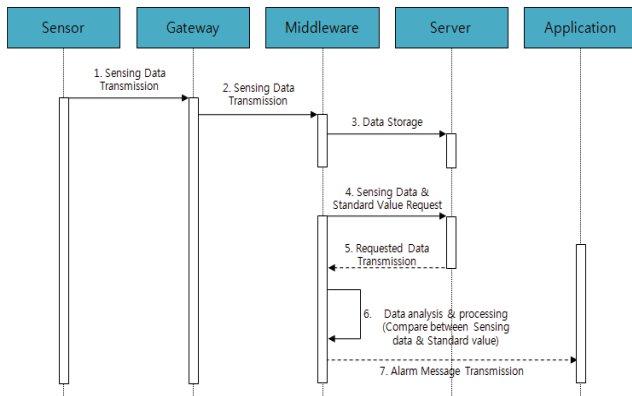 Sensor
Gateway
Middleware
Server
Application
1. Sensing Data
Transmission
2. Sensing Data
Transmission
3. Data Storage
4. Sensing Data &
Standard Value Request
5. Requested Data
Transmission
6. Data analysis & processing
(Compare between Sensing
data & Standard value)
7. Alarm Message Transmission